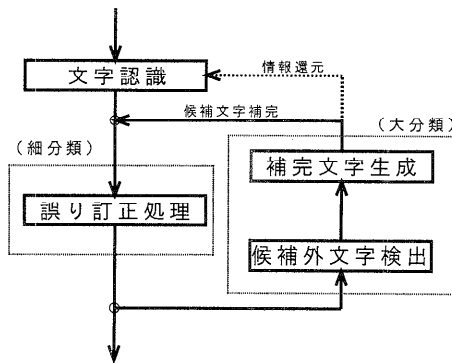 文字認識
情報還元
候補文字補完
(大分類)
(細分類)
補完文字生成
誤り訂正処理
候補外文字検出